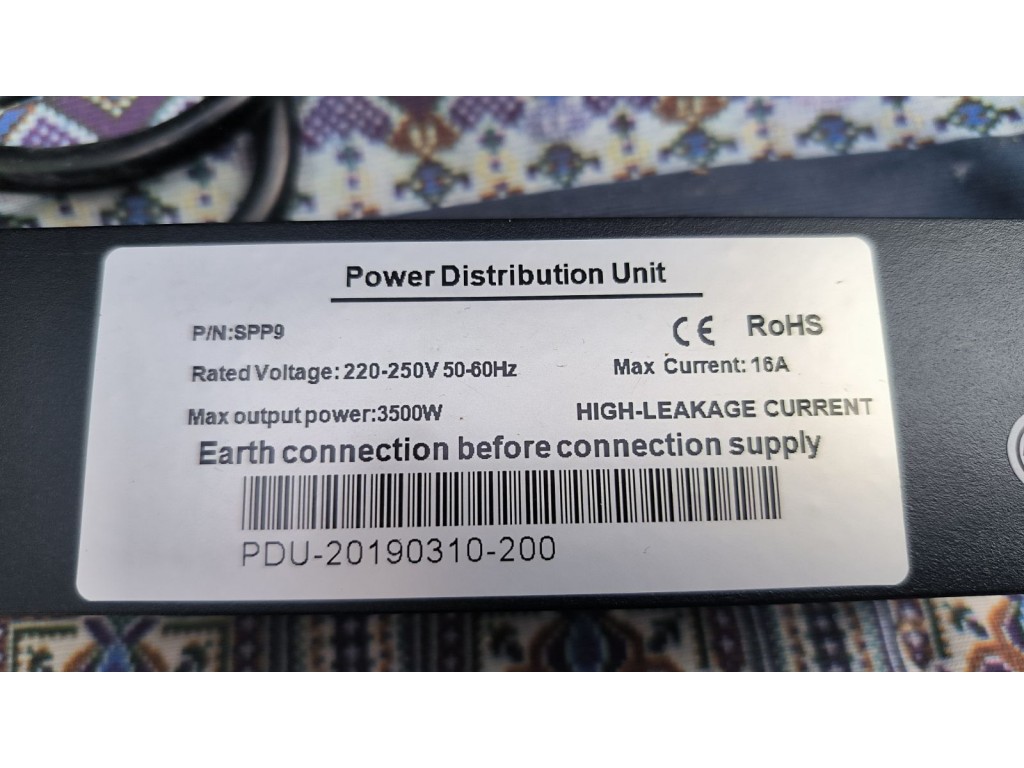 Power Distribution Unit
P/N:SPP9 CE RoHS
Rated Voltage: 220-250V 50-60Hz Max Current: 16A
Max output power:3500W HIGH-LEAKAGE CURRENT
Earth connection before connection supply
PDU-20190310-200